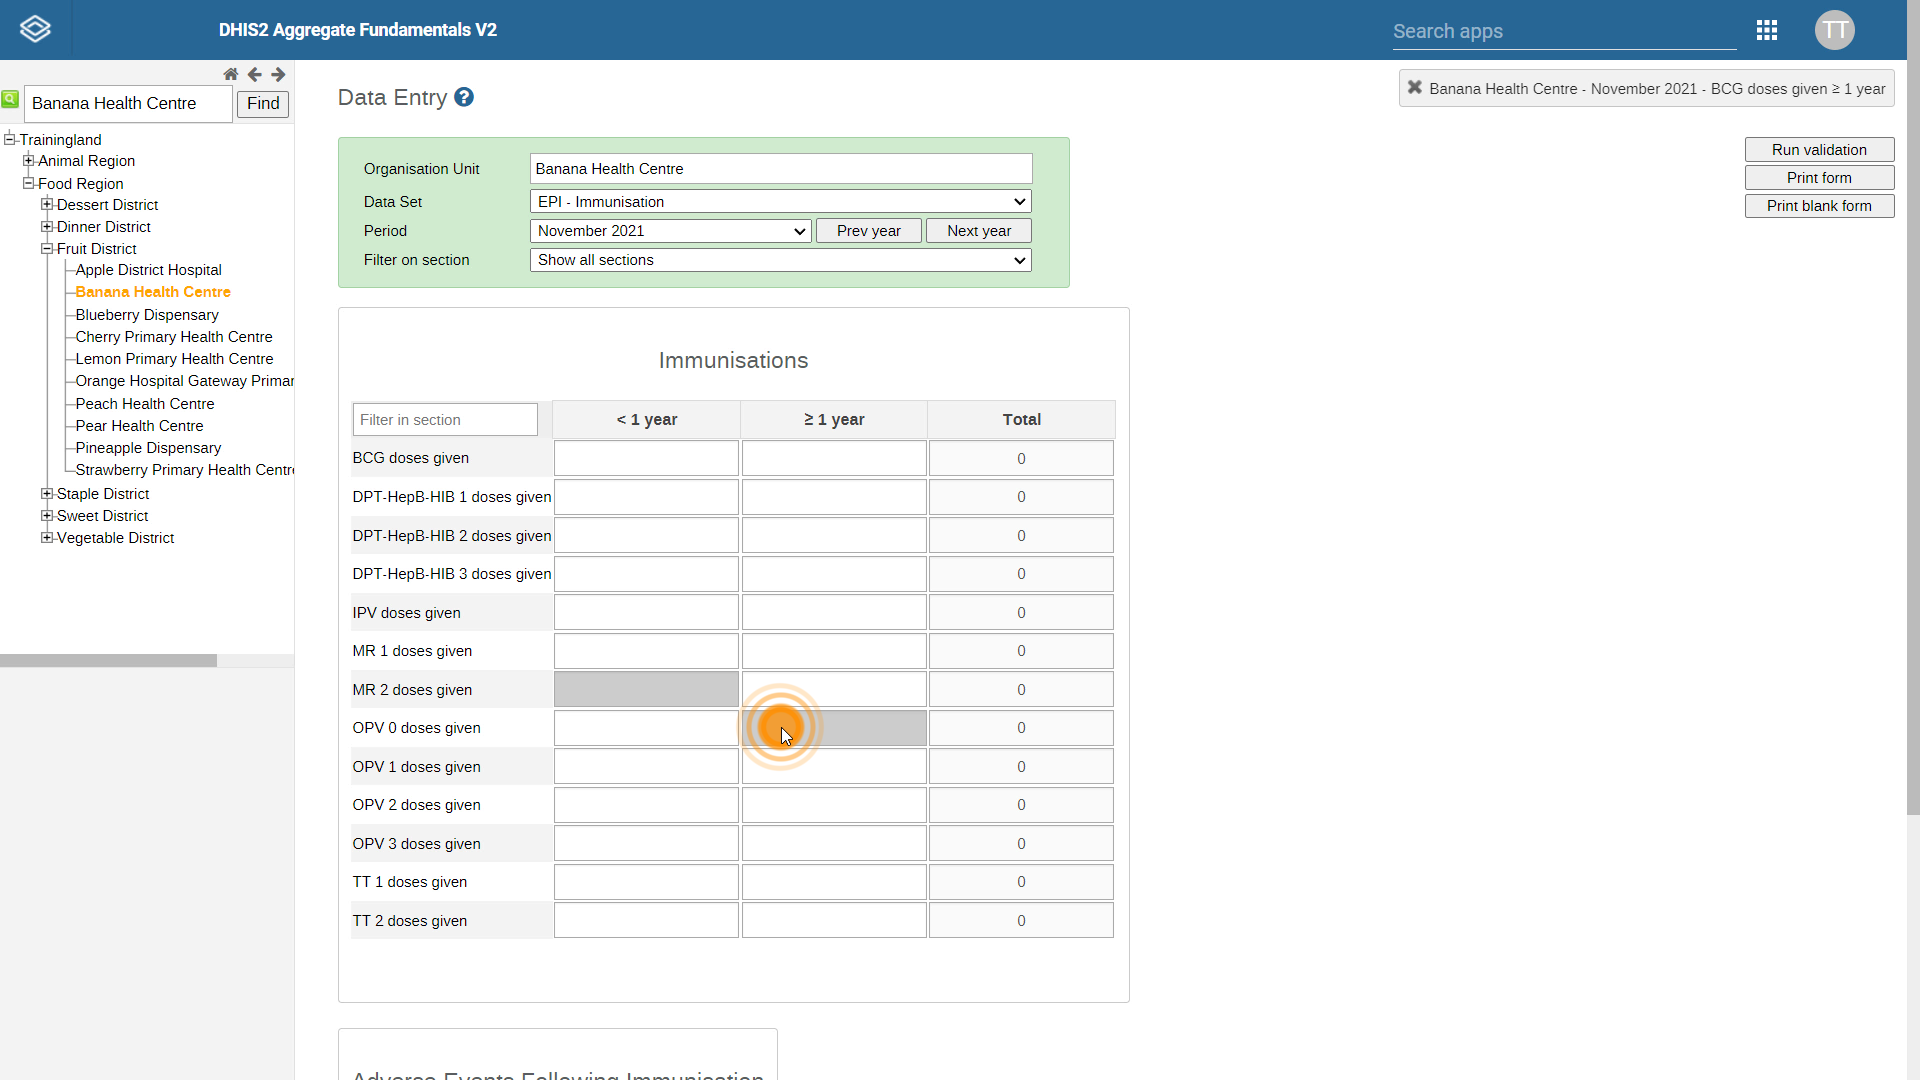 DHIS2 Aggregate Fundamentals V2
Search apps
TT
Banana Health Centre
Find
Trainingland
Animal Region
Food Region
Dessert District
Dinner District
Fruit District
Apple District Hospital
Banana Health Centre
Blueberry Dispensary
Cherry Primary Health Centre
Lemon Primary Health Centre
Orange Hospital Gateway Primar
Peach Health Centre
Pear Health Centre
Pineapple Dispensary
Strawberry Primary Health Centre
Staple District
Sweet District
Vegetable District
Data Entry ?
Banana Health Centre - November 2021 - BCG doses given ≥ 1 year
Run validation
Print form
Print blank form
Organisation Unit Banana Health Centre
Data Set EPI - Immunisation
Period November 2021 Prev year Next year
Filter on section Show all sections
Immunisations
Filter in section < 1 year ≥ 1 year Total
BCG doses given 0
DPT-HepB-HIB 1 doses given 0
DPT-HepB-HIB 2 doses given 0
DPT-HepB-HIB 3 doses given 0
IPV doses given 0
MR 1 doses given 0
MR 2 doses given 0
OPV 0 doses given 0
OPV 1 doses given 0
OPV 2 doses given 0
OPV 3 doses given 0
TT 1 doses given 0
TT 2 doses given 0
Adverse Events Following Immunisation